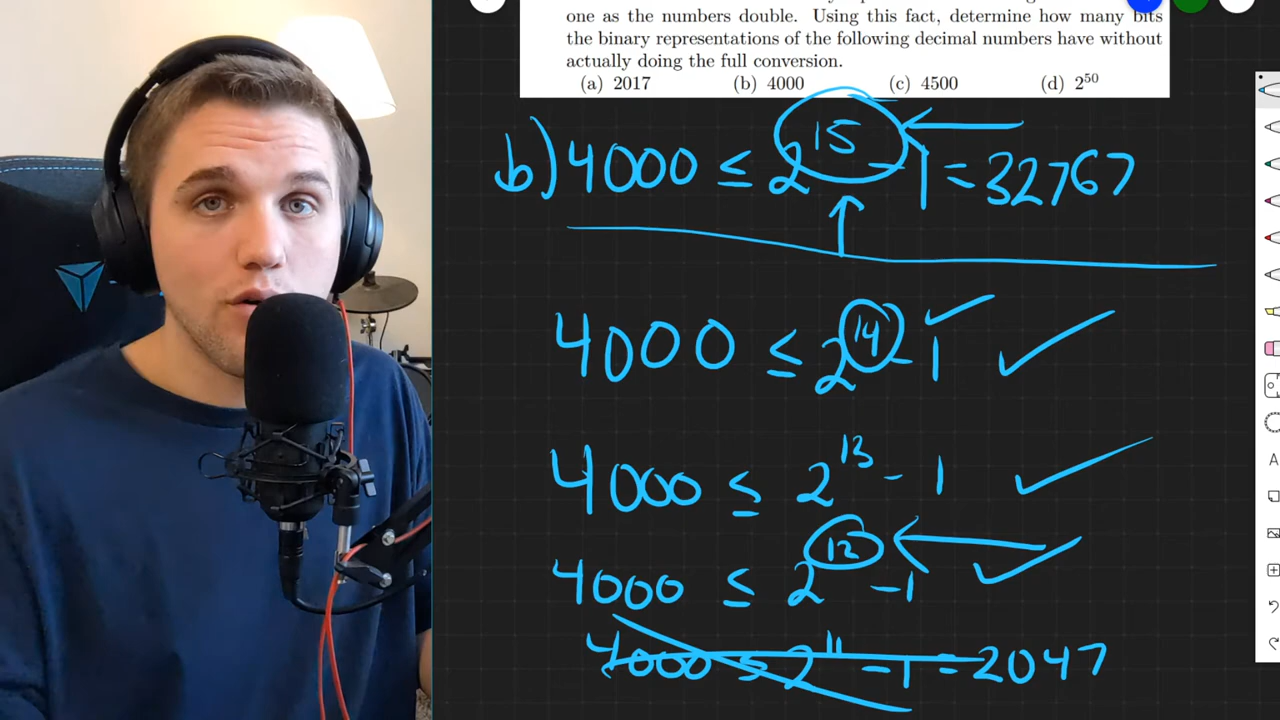 one as the numbers double. Using this fact, determine how many bits
the binary representations of the following decimal numbers have without
actually doing the full conversion.
(a) 2017 (b) 4000 (c) 4500 (d) 2^50
b) 4000 ≤ 2^15 - 1 = 32767
4000 ≤ 2^14 - 1
4000 ≤ 2^13 - 1
4000 ≤ 2^12 - 1
4000 ≤ 2^11 - 1 = 2047